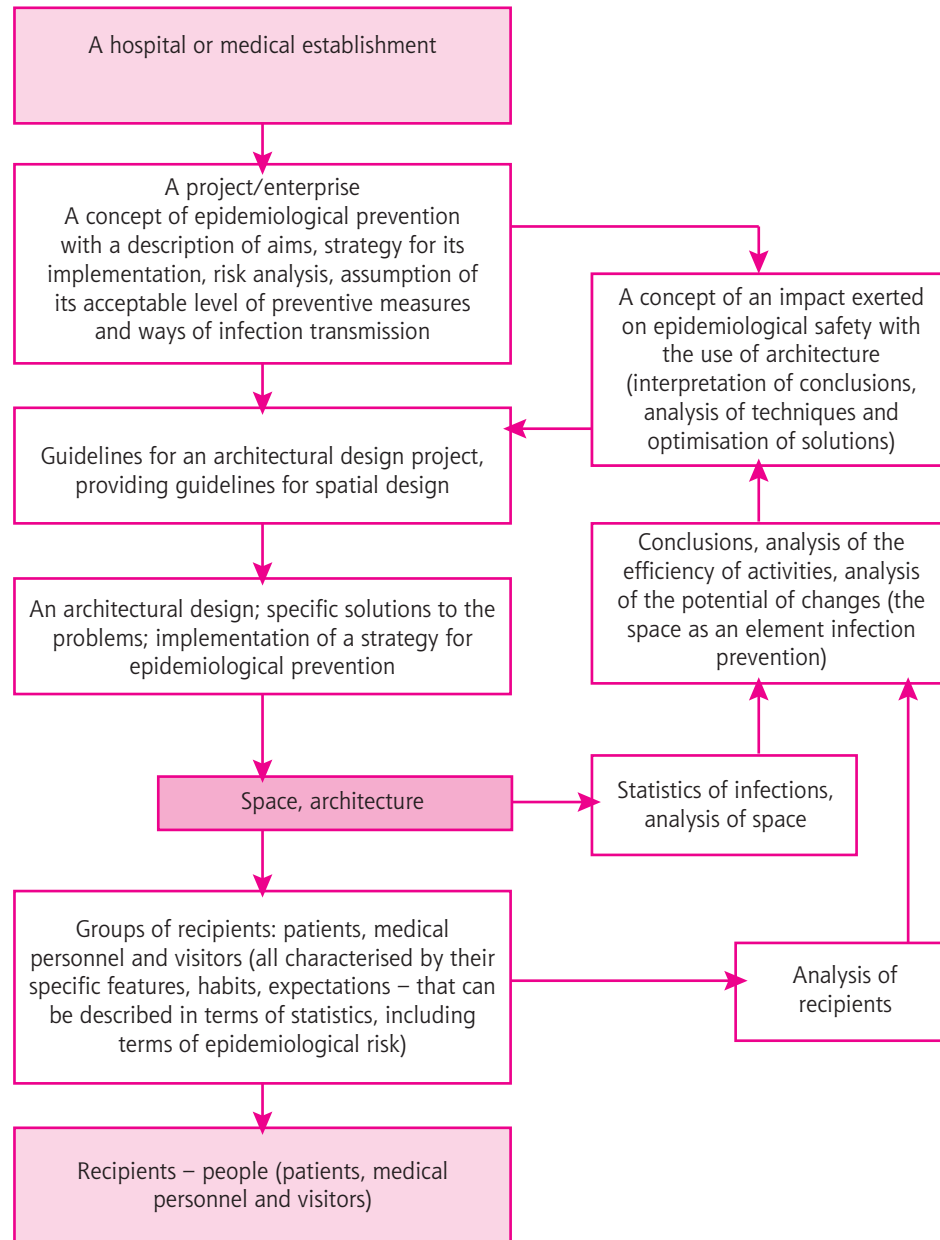 A hospital or medical establishment
A project/enterprise
A concept of epidemiological prevention
with a description of aims, strategy for its
implementation, risk analysis, assumption of
its acceptable level of preventive measures
and ways of infection transmission
A concept of an impact exerted
on epidemiological safety with
the use of architecture
(interpretation of conclusions,
analysis of techniques and
optimisation of solutions)
Guidelines for an architectural design project,
providing guidelines for spatial design
Conclusions, analysis of the
efficiency of activities, analysis
of the potential of changes (the
space as an element infection
prevention)
An architectural design; specific solutions to the
problems; implementation of a strategy for
epidemiological prevention
Space, architecture
Statistics of infections,
analysis of space
Groups of recipients: patients, medical
personnel and visitors (all characterised by their
specific features, habits, expectations – that can
be described in terms of statistics, including
terms of epidemiological risk)
Analysis of
recipients
Recipients – people (patients, medical
personnel and visitors)